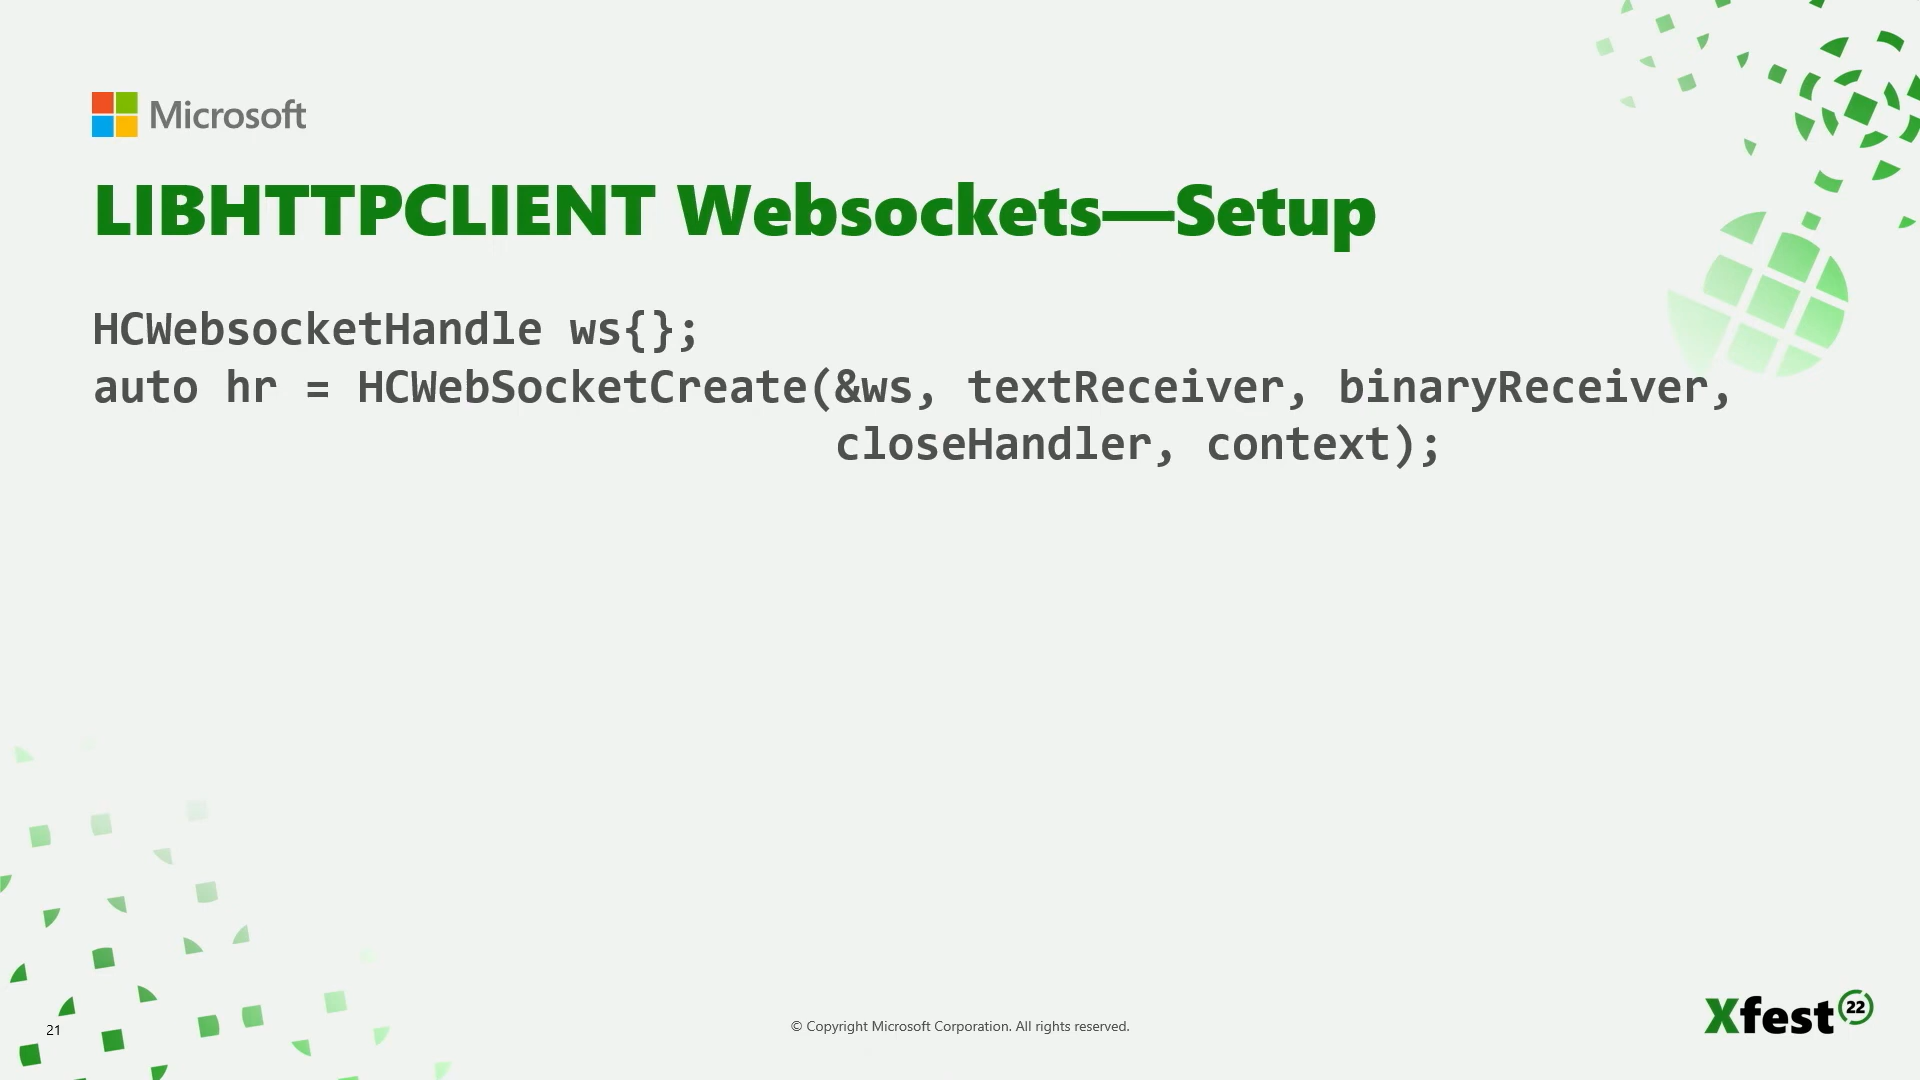 Microsoft
LIBHTTPCLIENT Websockets—Setup
HCWebsocketHandle ws{};
auto hr = HCWebSocketCreate(&ws, textReceiver, binaryReceiver,
closeHandler, context);
21
© Copyright Microsoft Corporation. All rights reserved.
Xfest 22